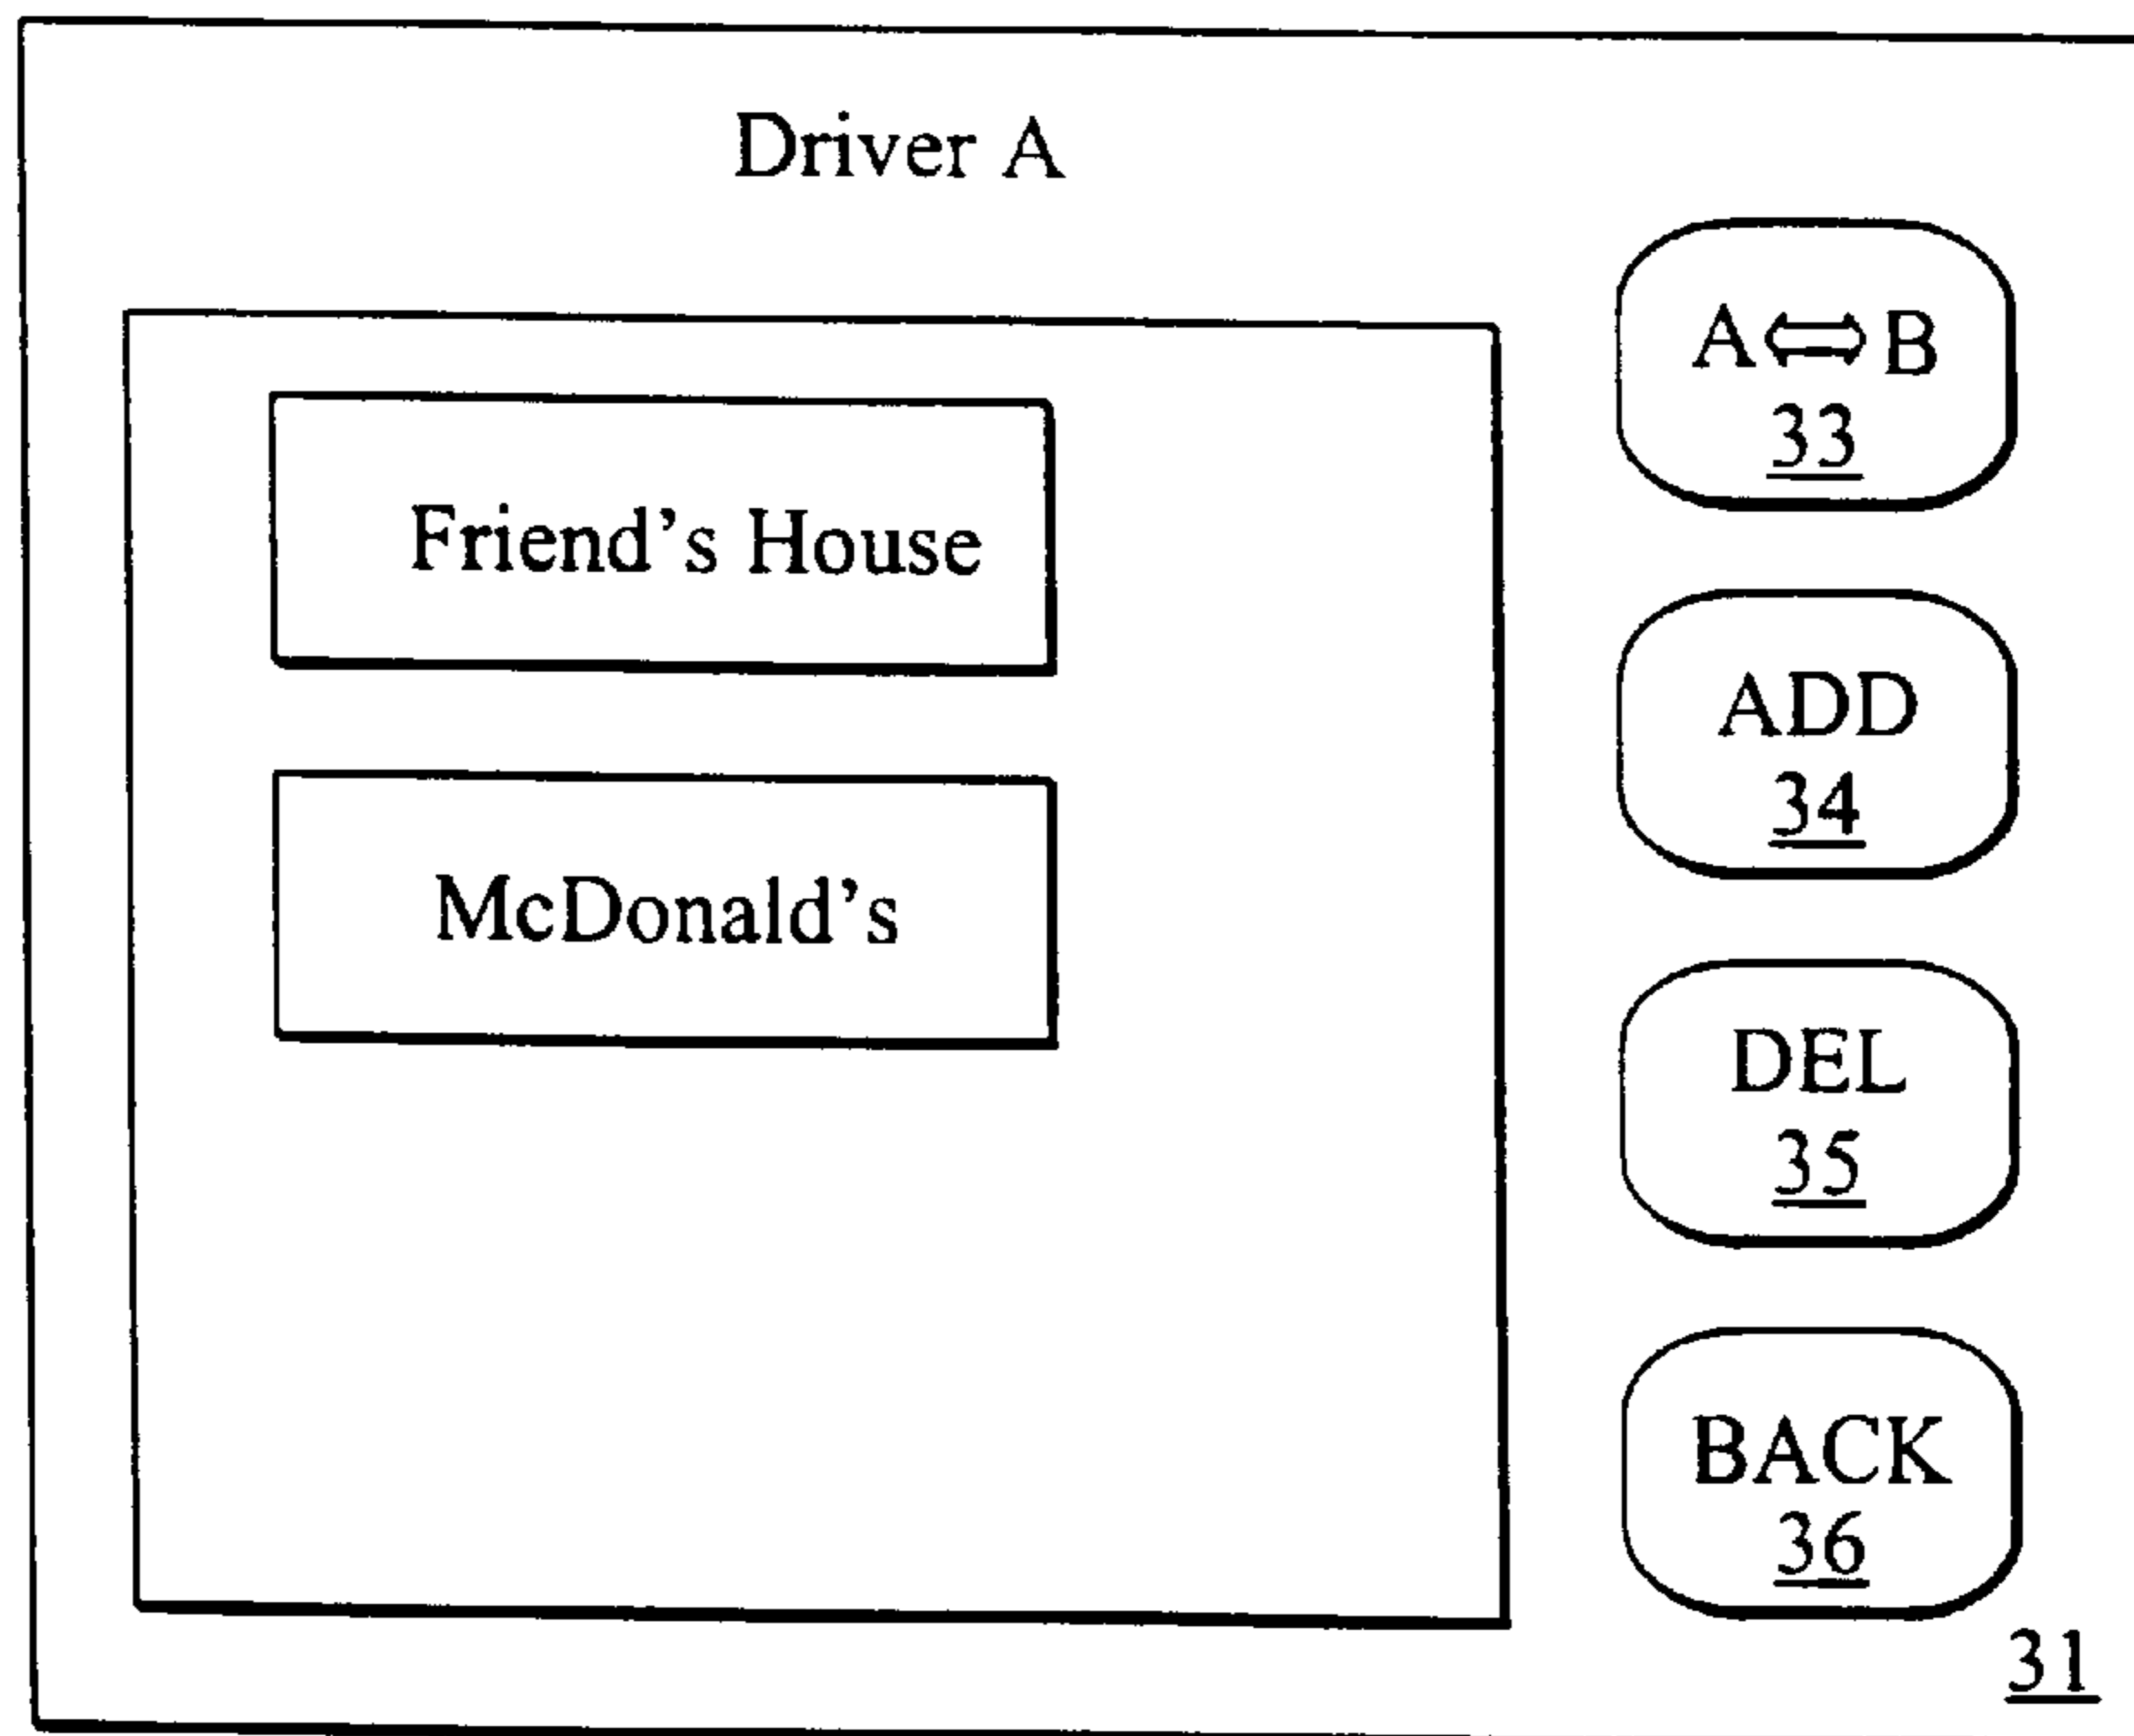 Driver A
Friend's House
McDonald's
A⇔B
33
ADD
34
DEL
35
BACK
36
31